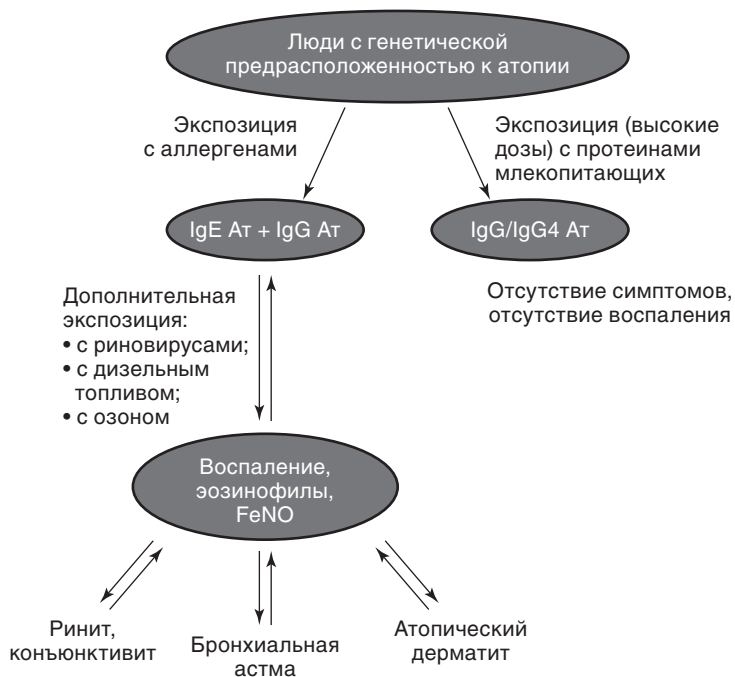 Люди с генетической
предрасположенностью к атопии
Экспозиция
с аллергенами
Экспозиция (высокие
дозы) с протеинами
млекопитающих
IgE Ат + IgG Ат
IgG/IgG4 Ат
Дополнительная
экспозиция:
• с риновирусами;
• с дизельным
топливом;
• с озоном
Отсутствие симптомов,
отсутствие воспаления
Воспаление,
эозинофилы,
FeNO
Ринит,
конъюнктивит
Бронхиальная
астма
Атопический
дерматит